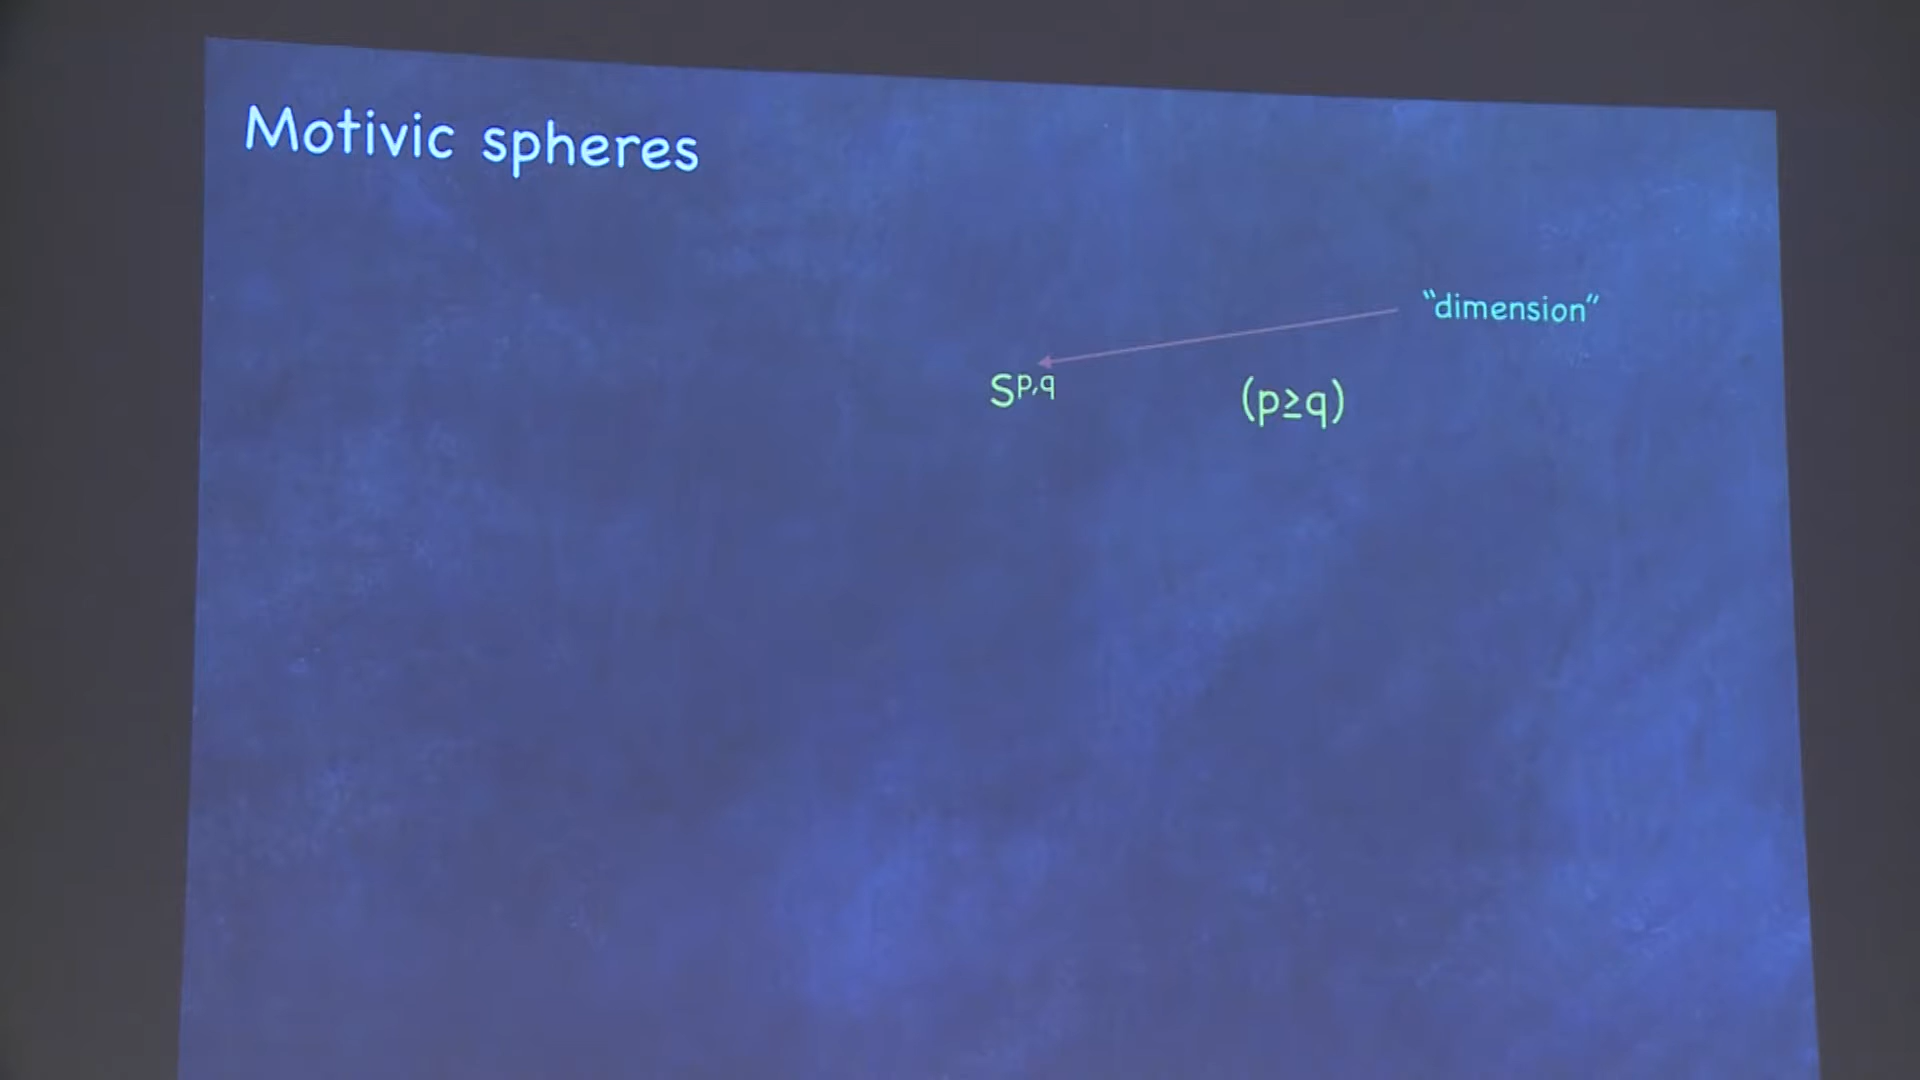 Motivic spheres
“dimension”
S^{p,q} (p≥q)